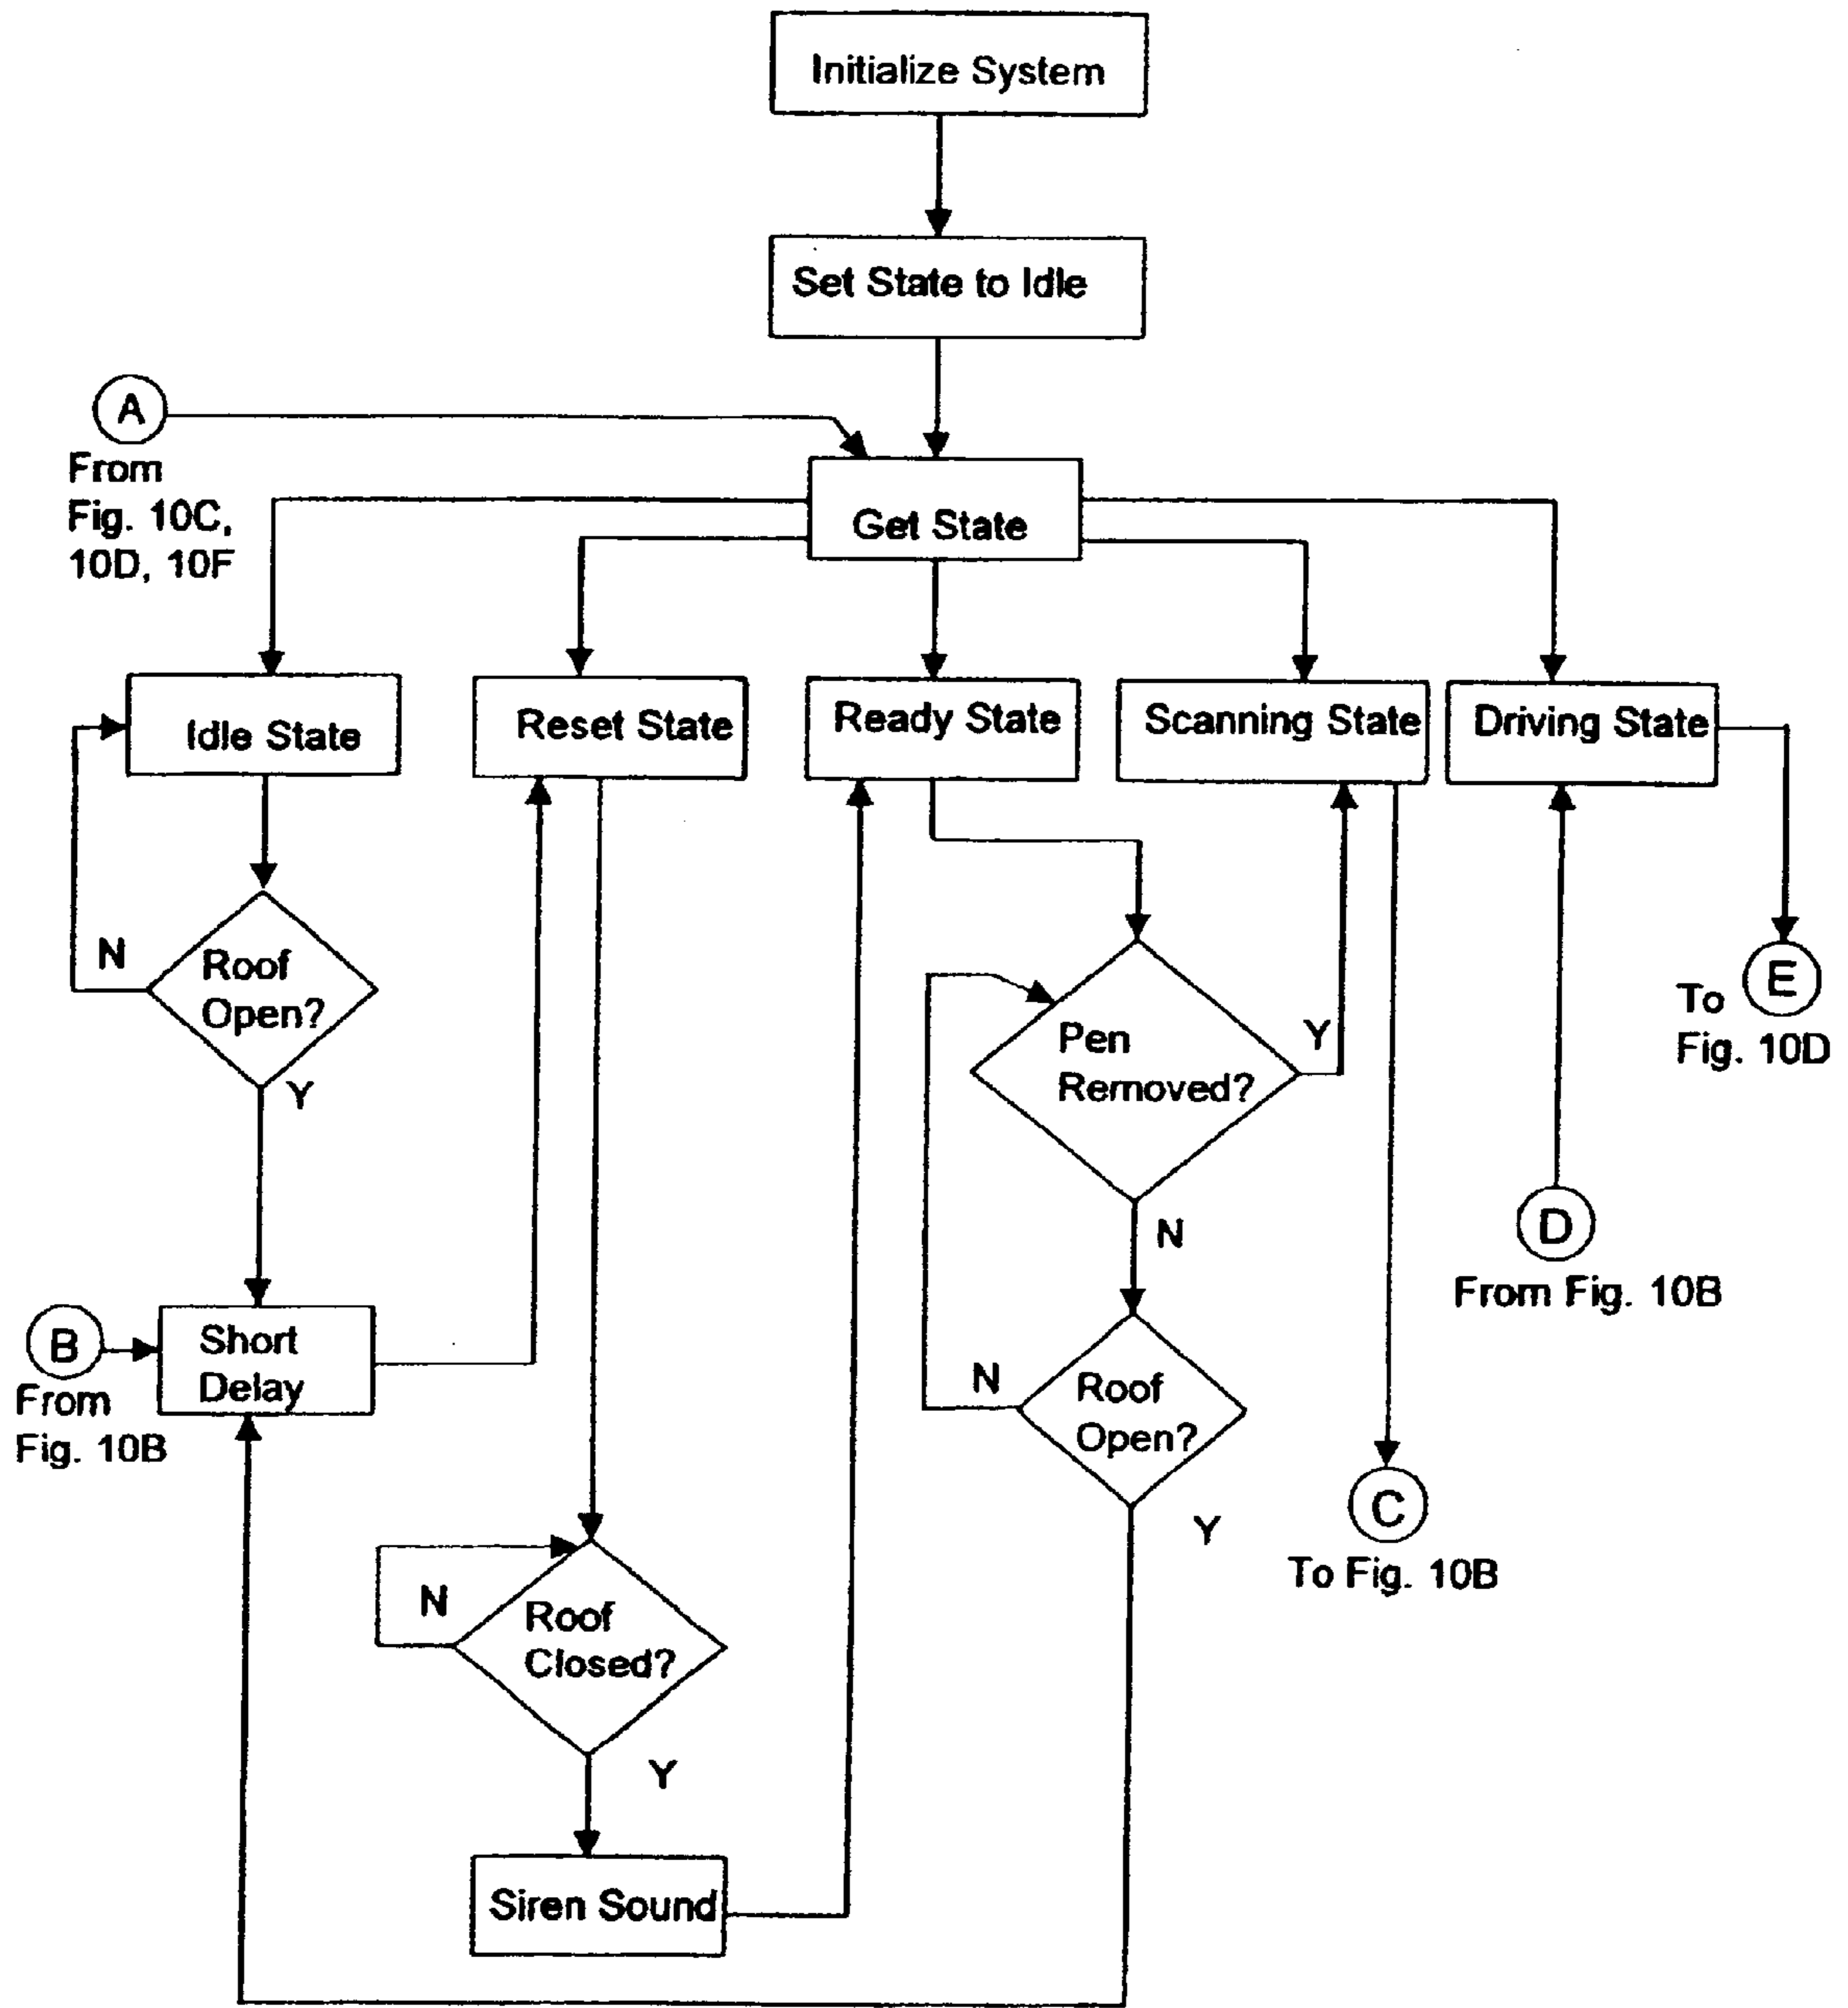 Initialize System
Set State to Idle
A
From
Fig. 10C,
10D, 10F
Get State
Idle State
Reset State
Ready State
Scanning State
Driving State
N
Roof
Open?
Y
Pen
Removed?
Y
N
E
To
Fig. 10D
D
From Fig. 10B
B
From
Fig. 10B
Short
Delay
N
Roof
Open?
Y
C
To Fig. 10B
N
Roof
Closed?
Y
Siren Sound